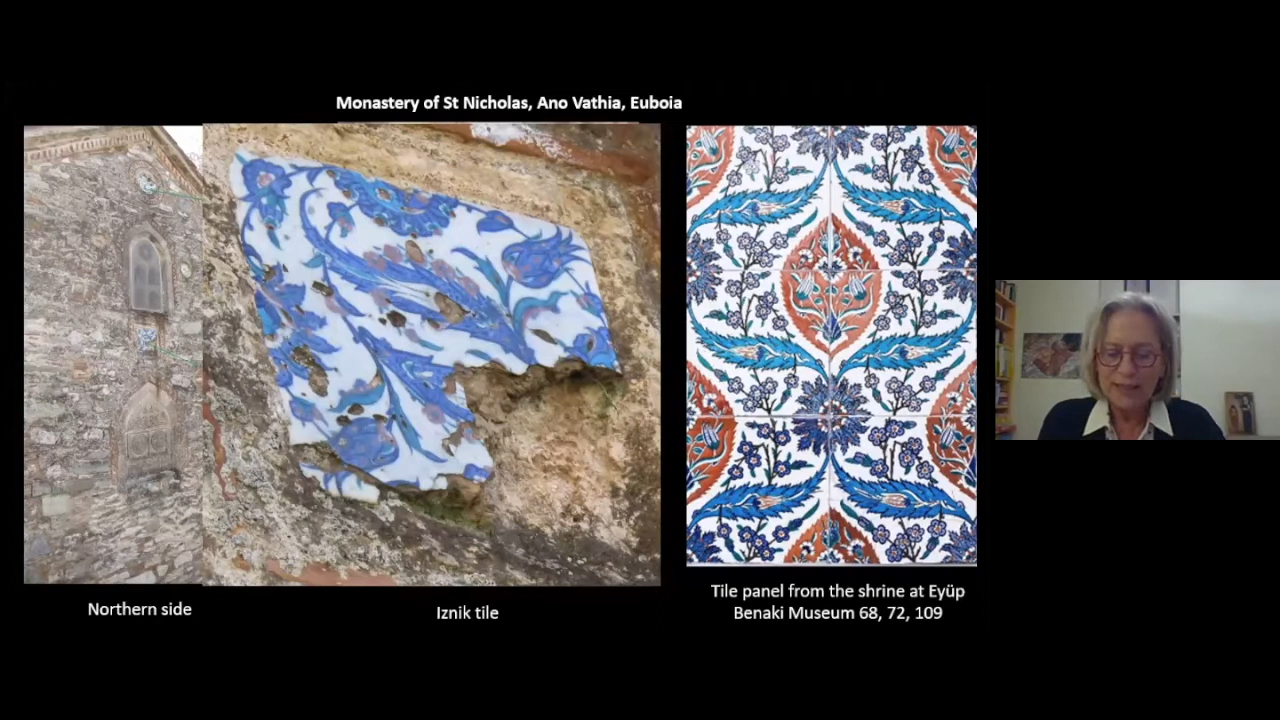 Monastery of St Nicholas, Ano Vathia, Euboia
Northern side
Iznik tile
Tile panel from the shrine at Eyüp
Benaki Museum 68, 72, 109